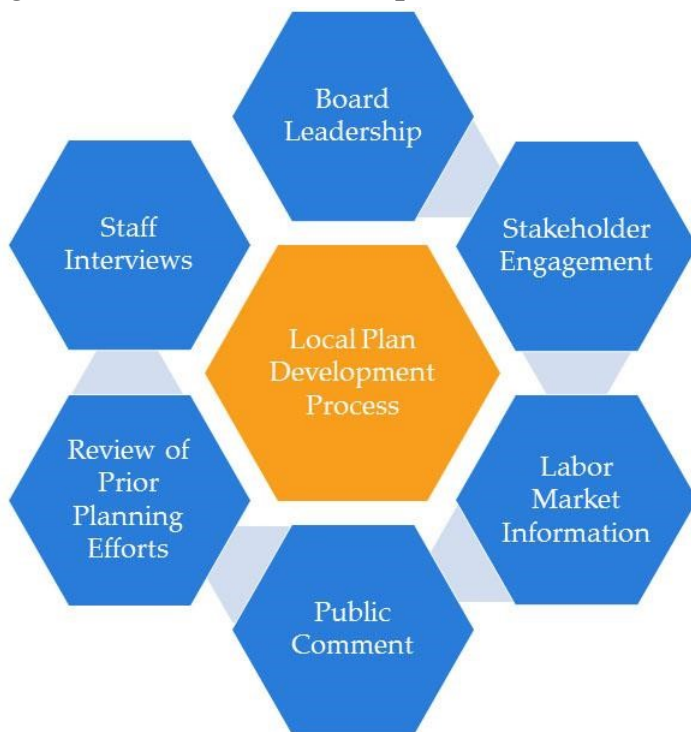 Board
Leadership
Stakeholder
Engagement
Labor
Market
Information
Public
Comment
Review of
Prior
Planning
Efforts
Staff
Interviews
Local Plan
Development
Process